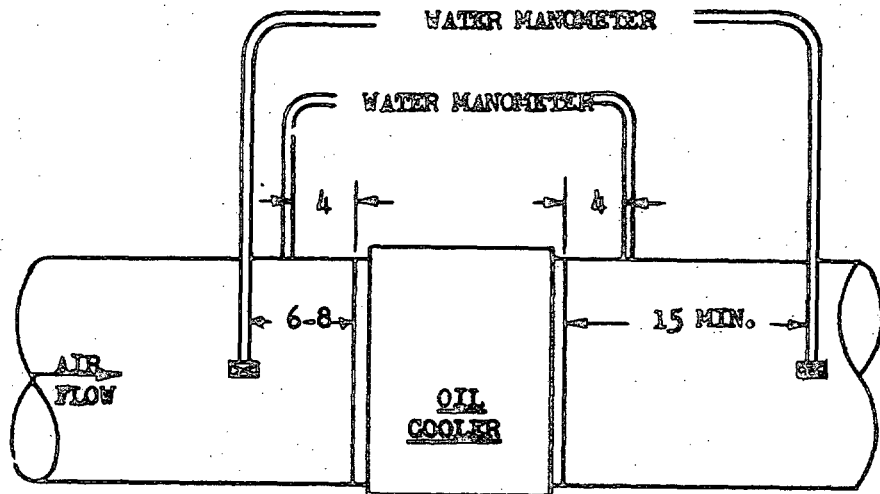 WATER MANOMETER
WATER MANOMETER
4
4
6-8
15 MIN.
AIR
FLOW
OIL
COOLER